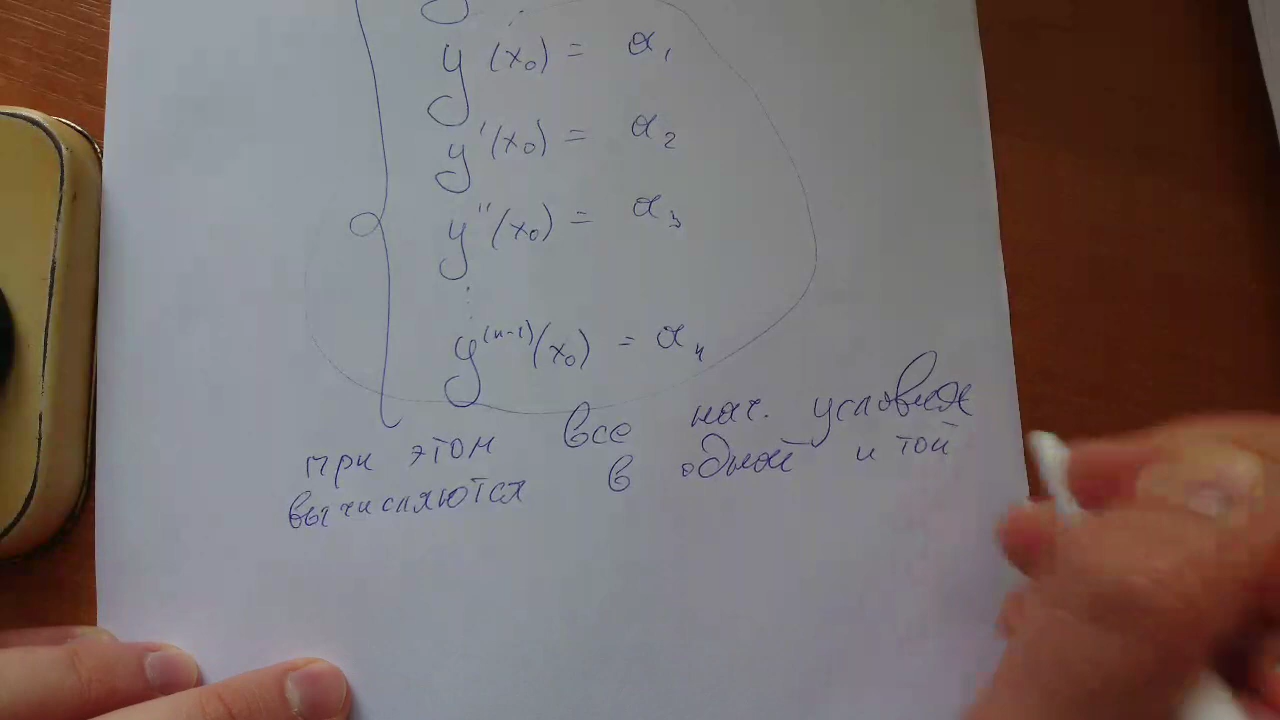 y(x₀) = α₁
y'(x₀) = α₂
y''(x₀) = α₃
⋮
y⁽ⁿ⁻¹⁾(x₀) = αₙ
при этом все нач. условия
вычисляются в одной и той